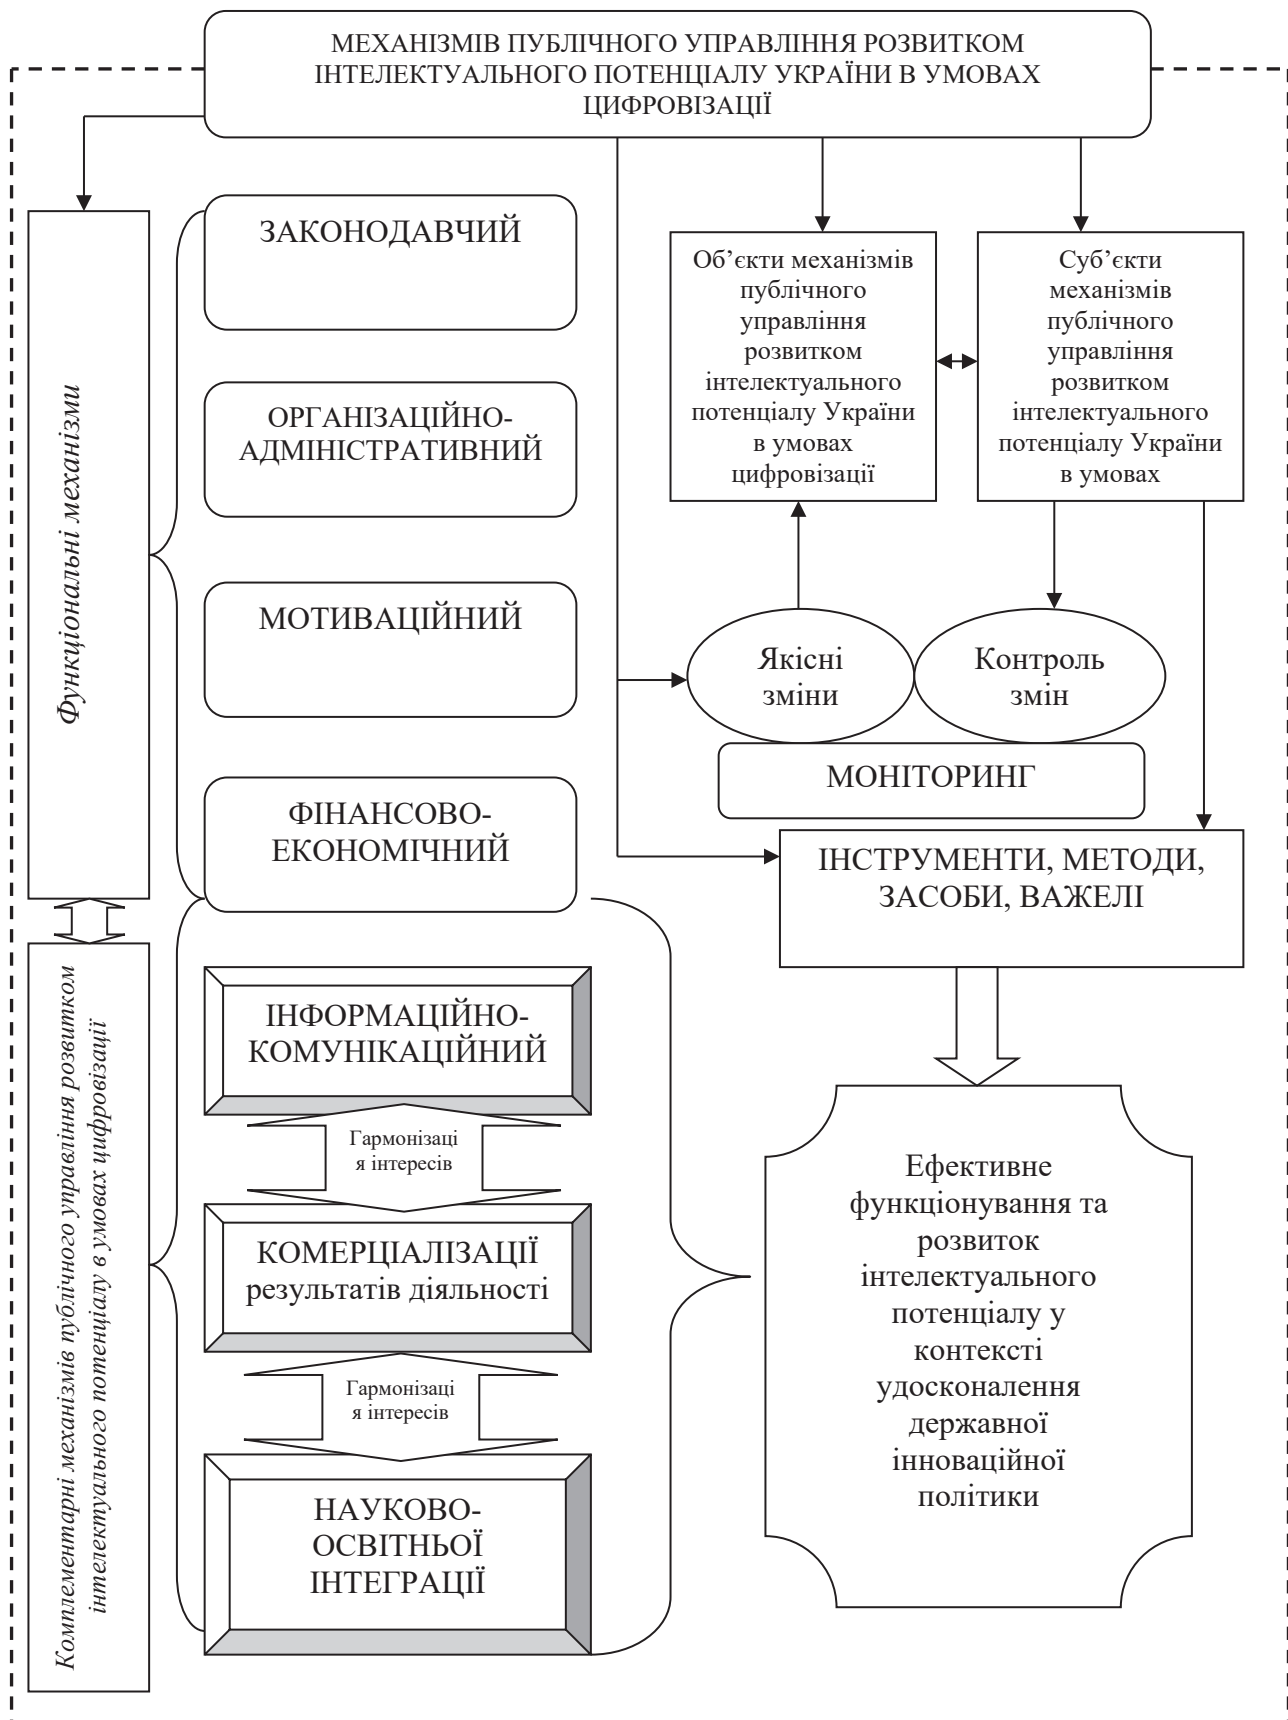 МЕХАНІЗМІВ ПУБЛІЧНОГО УПРАВЛІННЯ РОЗВИТКОМ
ІНТЕЛЕКТУАЛЬНОГО ПОТЕНЦІАЛУ УКРАЇНИ В УМОВАХ
ЦИФРОВІЗАЦІЇ
Функціональні механізми
ЗАКОНОДАВЧИЙ
ОРГАНІЗАЦІЙНО-
АДМІНІСТРАТИВНИЙ
МОТИВАЦІЙНИЙ
ФІНАНСОВО-
ЕКОНОМІЧНИЙ
Об’єкти механізмів
публічного
управління
розвитком
інтелектуального
потенціалу України
в умовах
цифровізації
Суб’єкти
механізмів
публічного
управління
розвитком
інтелектуального
потенціалу України
в умовах
Якісні
зміни
Контроль
змін
МОНІТОРИНГ
ІНСТРУМЕНТИ, МЕТОДИ,
ЗАСОБИ, ВАЖЕЛІ
Комплементарні механізмів публічного управління розвитком
інтелектуального потенціалу в умовах цифровізації
ІНФОРМАЦІЙНО-
КОМУНІКАЦІЙНИЙ
Гармонізаці
я інтересів
КОМЕРЦІАЛІЗАЦІЇ
результатів діяльності
Гармонізаці
я інтересів
НАУКОВО-
ОСВІТНЬОЇ
ІНТЕГРАЦІЇ
Ефективне
функціонування та
розвиток
інтелектуального
потенціалу у
контексті
удосконалення
державної
інноваційної
політики